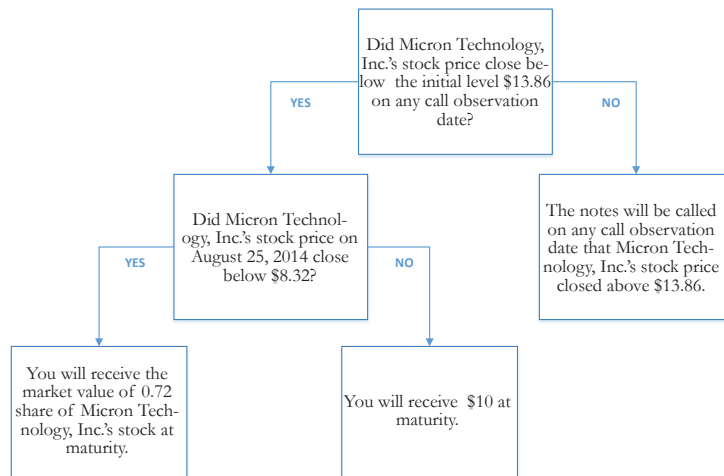 Did Micron Technology,
Inc.'s stock price close be-
low the initial level $13.86
on any call observation
date?
YES
NO
Did Micron Technol-
ogy, Inc.'s stock price on
August 25, 2014 close
below $8.32?
The notes will be called
on any call observation
date that Micron Tech-
nology, Inc.'s stock price
closed above $13.86.
YES
NO
You will receive the
market value of 0.72
share of Micron Tech-
nology, Inc.'s stock at
maturity.
You will receive $10 at
maturity.